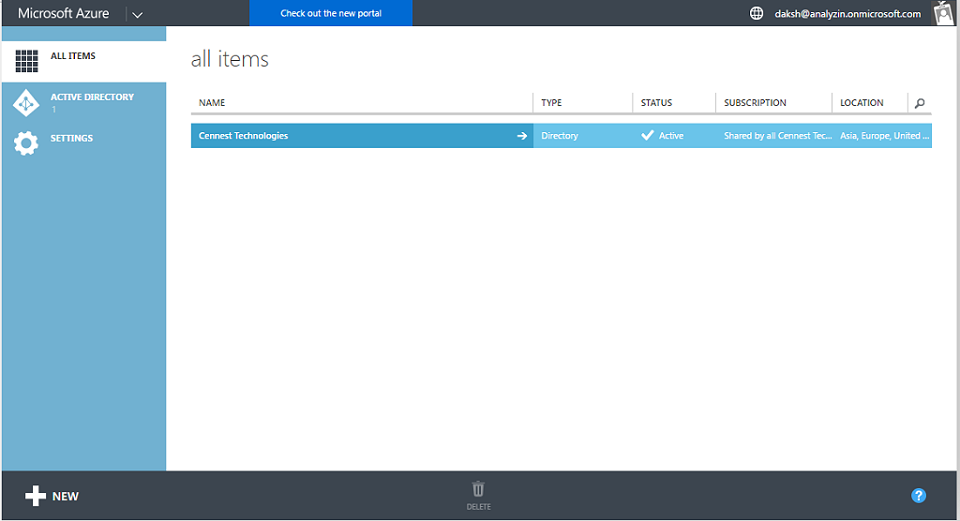 Microsoft Azure Check out the new portal daksh@analyzin.onmicrosoft.com
ALL ITEMS
ACTIVE DIRECTORY
1
SETTINGS
all items
NAME TYPE STATUS SUBSCRIPTION LOCATION
Cennest Technologies Directory Active Shared by all Cennest Tec... Asia, Europe, United ...
NEW
DELETE
?